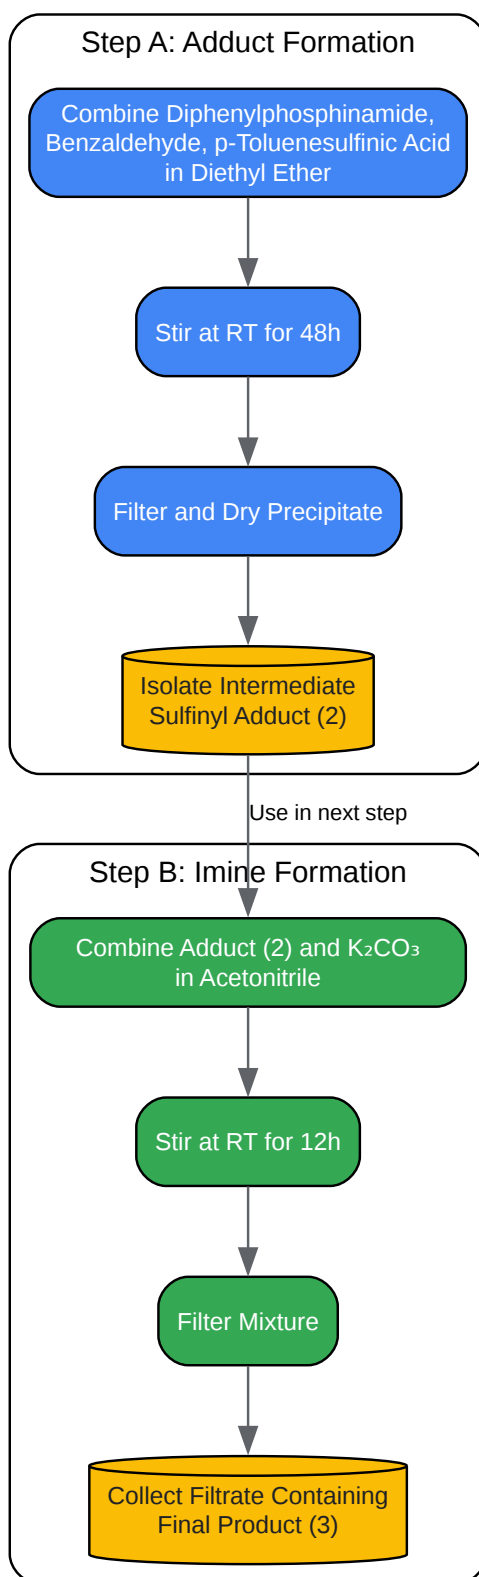 Step A: Adduct Formation
Combine Diphenylphosphinamide,
Benzaldehyde, p-Toluenesulfinic Acid
in Diethyl Ether
Stir at RT for 48h
Filter and Dry Precipitate
Isolate Intermediate
Sulfinyl Adduct (2)
Use in next step
Step B: Imine Formation
Combine Adduct (2) and K₂CO₃
in Acetonitrile
Stir at RT for 12h
Filter Mixture
Collect Filtrate Containing
Final Product (3)